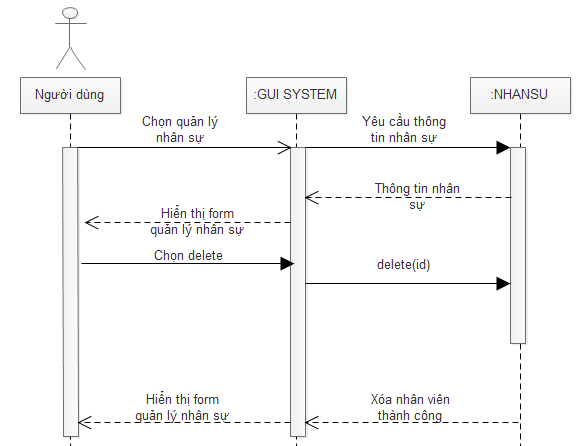 Người dùng
:GUI SYSTEM
:NHANSU
Chọn quản lý
nhân sự
Yêu cầu thông
tin nhân sự
Thông tin nhân
sự
Hiển thị form
quản lý nhân sự
Chọn delete
delete(id)
Hiển thị form
quản lý nhân sự
Xóa nhân viên
thành công